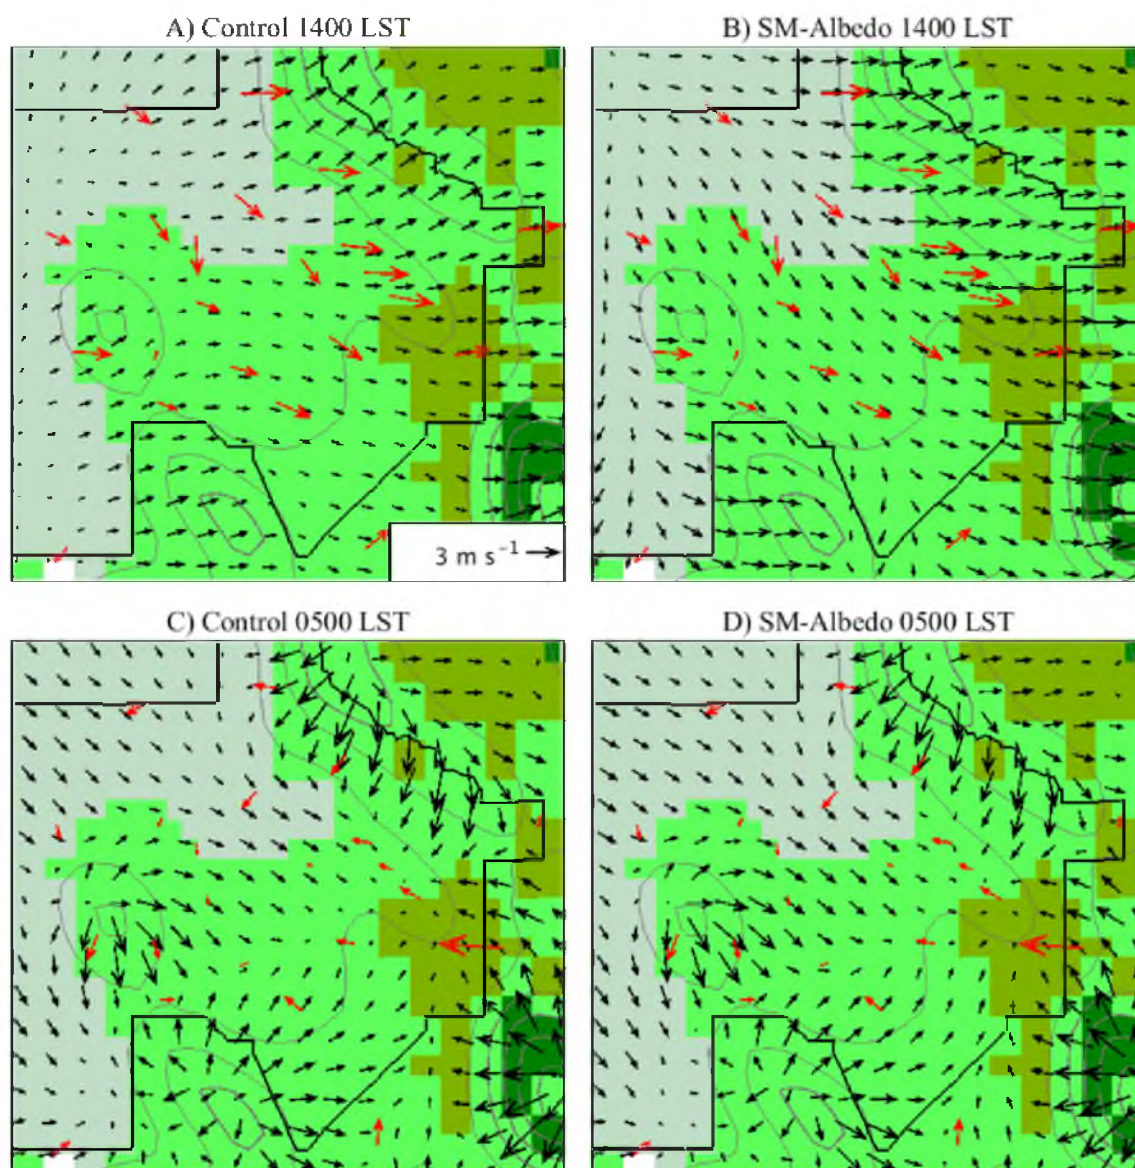 A) Control 1400 LST
B) SM-Albedo 1400 LST
3 m s⁻¹
C) Control 0500 LST
D) SM-Albedo 0500 LST